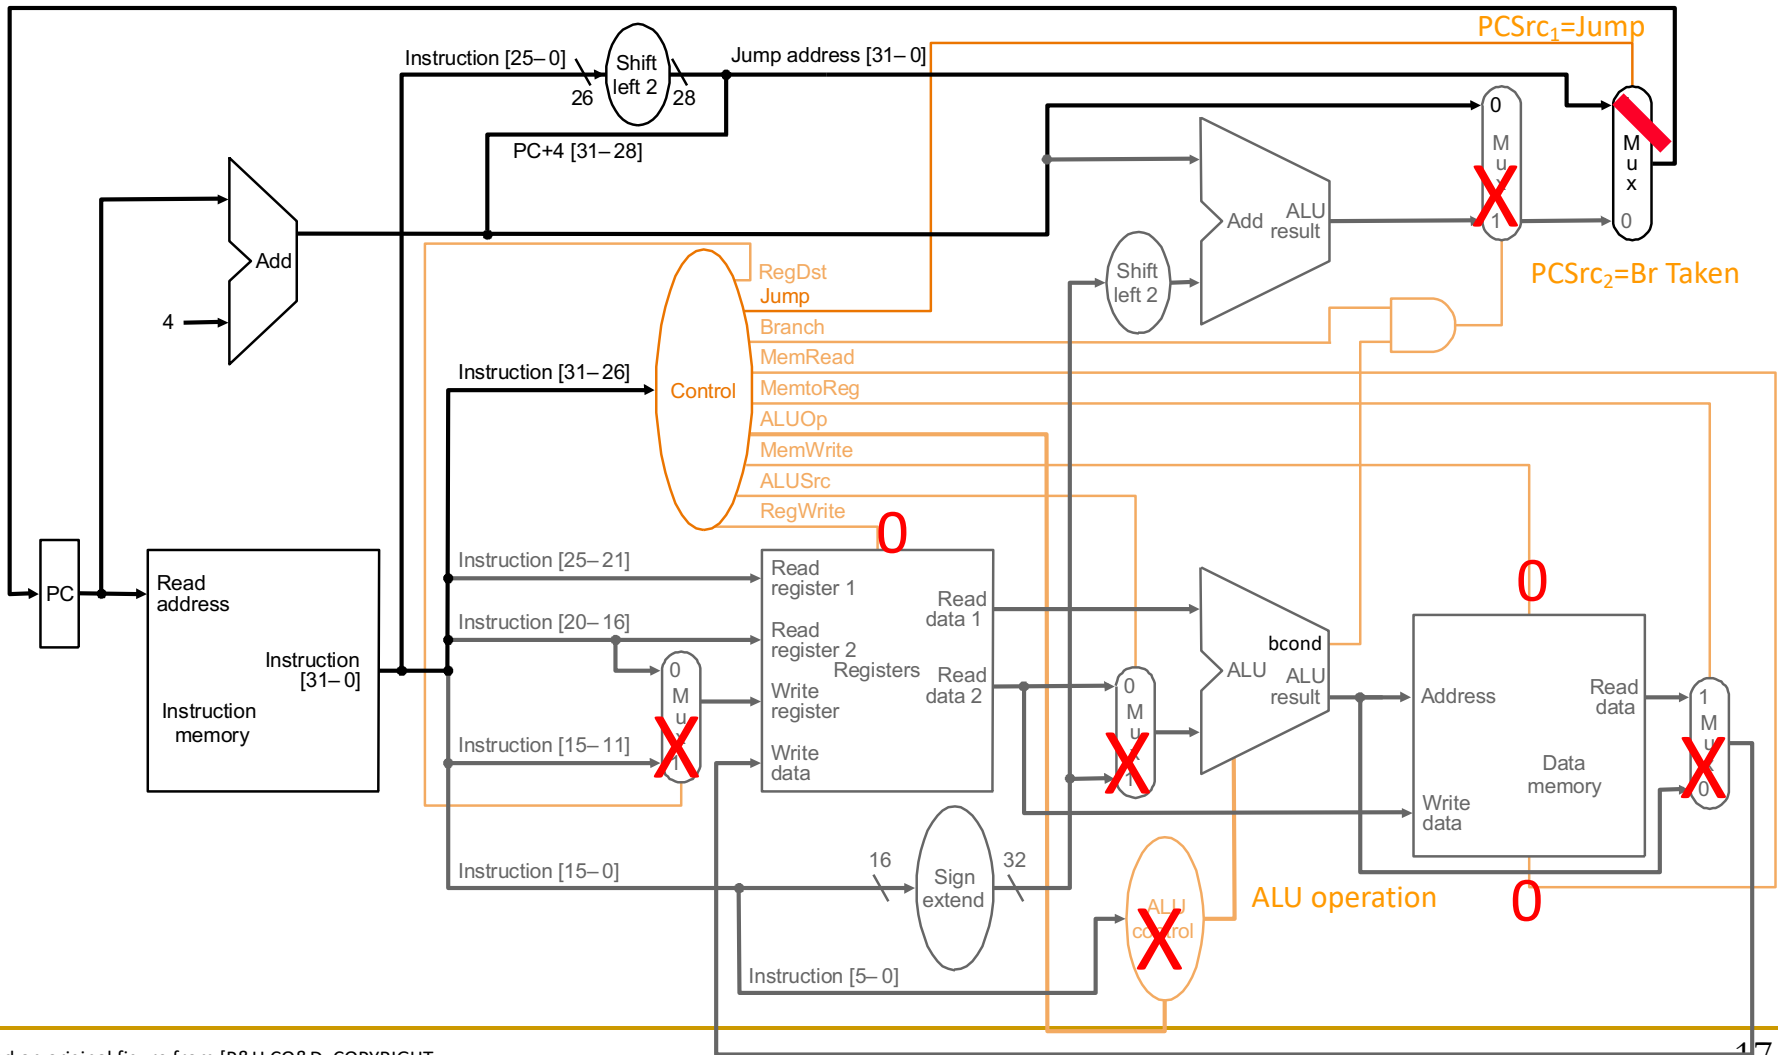 PCSrc1=Jump
Instruction [25–0]
Shift
left 2
Jump address [31–0]
26
28
PC+4 [31–28]
0
M
u
x
1
M
u
x
0
Add
ALU
result
Add
4
Shift
left 2
PCSrc2=Br Taken
RegDst
Jump
Branch
MemRead
MemtoReg
ALUOp
MemWrite
ALUSrc
RegWrite
Control
Instruction [31–26]
0
Instruction [25–21]
Instruction [20–16]
Instruction [15–11]
Instruction [15–0]
Instruction [5–0]
PC
Read
address
Instruction
[31–0]
Instruction
memory
0
M
u
X
1
Read
register 1
Read
register 2
Registers
Write
register
Write
data
Read
data 1
Read
data 2
0
M
u
X
1
bcond
ALU
ALU
result
0
Address
Read
data
Data
memory
Write
data
0
1
M
u
X
0
16
Sign
extend
32
ALU
control
X
ALU operation
17